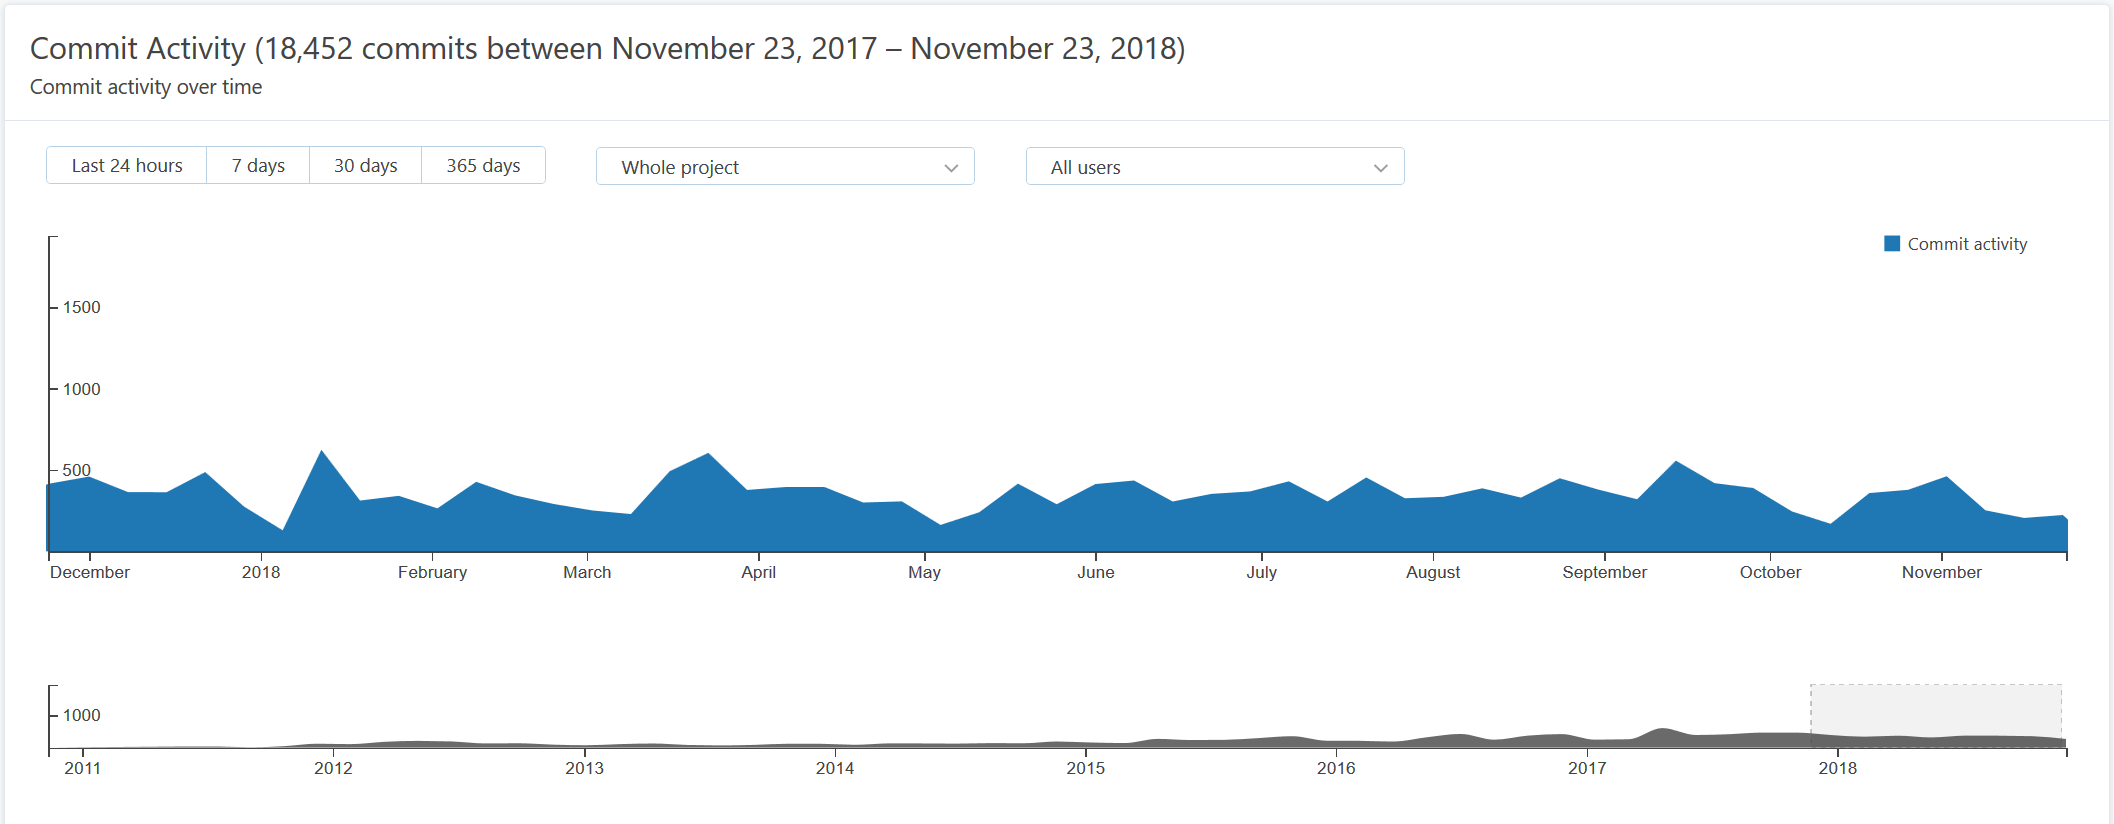 Commit Activity (18,452 commits between November 23, 2017 – November 23, 2018)
Commit activity over time
Last 24 hours 7 days 30 days 365 days Whole project All users
Commit activity
1500
1000
500
December 2018 February March April May June July August September October November
1000
2011 2012 2013 2014 2015 2016 2017 2018